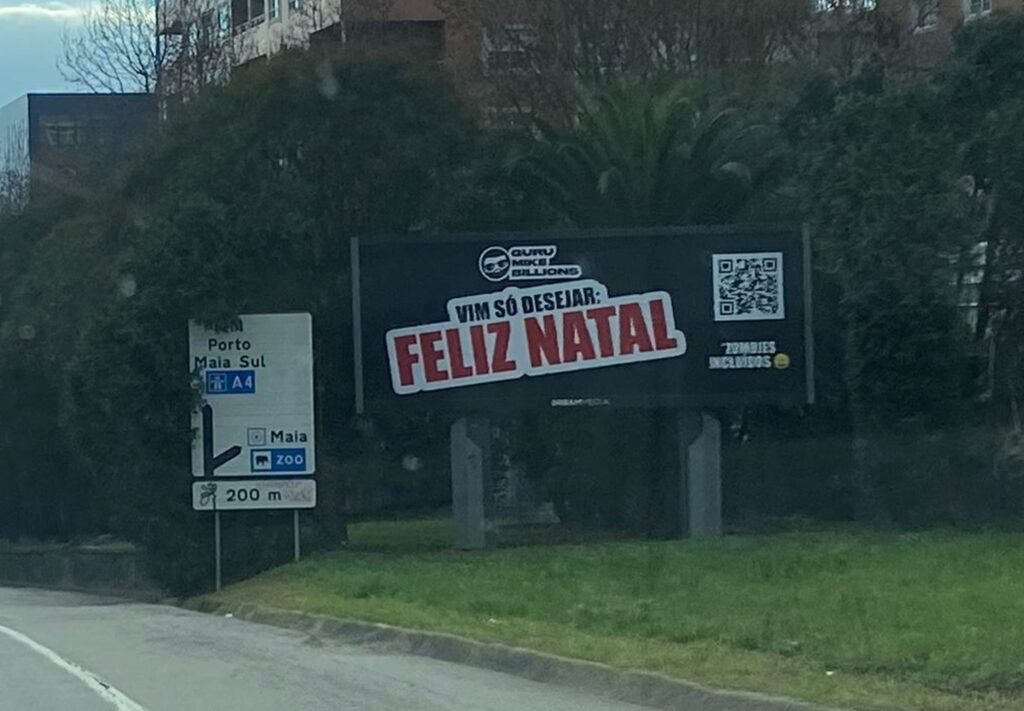 Porto
Maia Sul
A4
Maia
ZOO
200 m
GURU
MIKE
BILLIONS
VIM SÓ DESEJAR:
FELIZ NATAL
*ZOMBIES
INCLUÍDOS
DREAMMEDIA